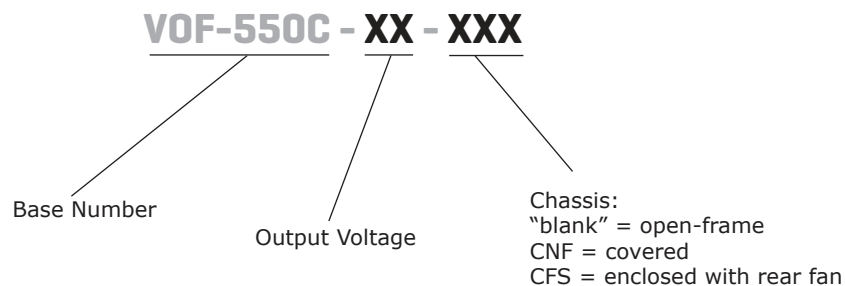 VOF-550C - XX - XXX
Base Number
Output Voltage
Chassis:
“blank” = open-frame
CNF = covered
CFS = enclosed with rear fan